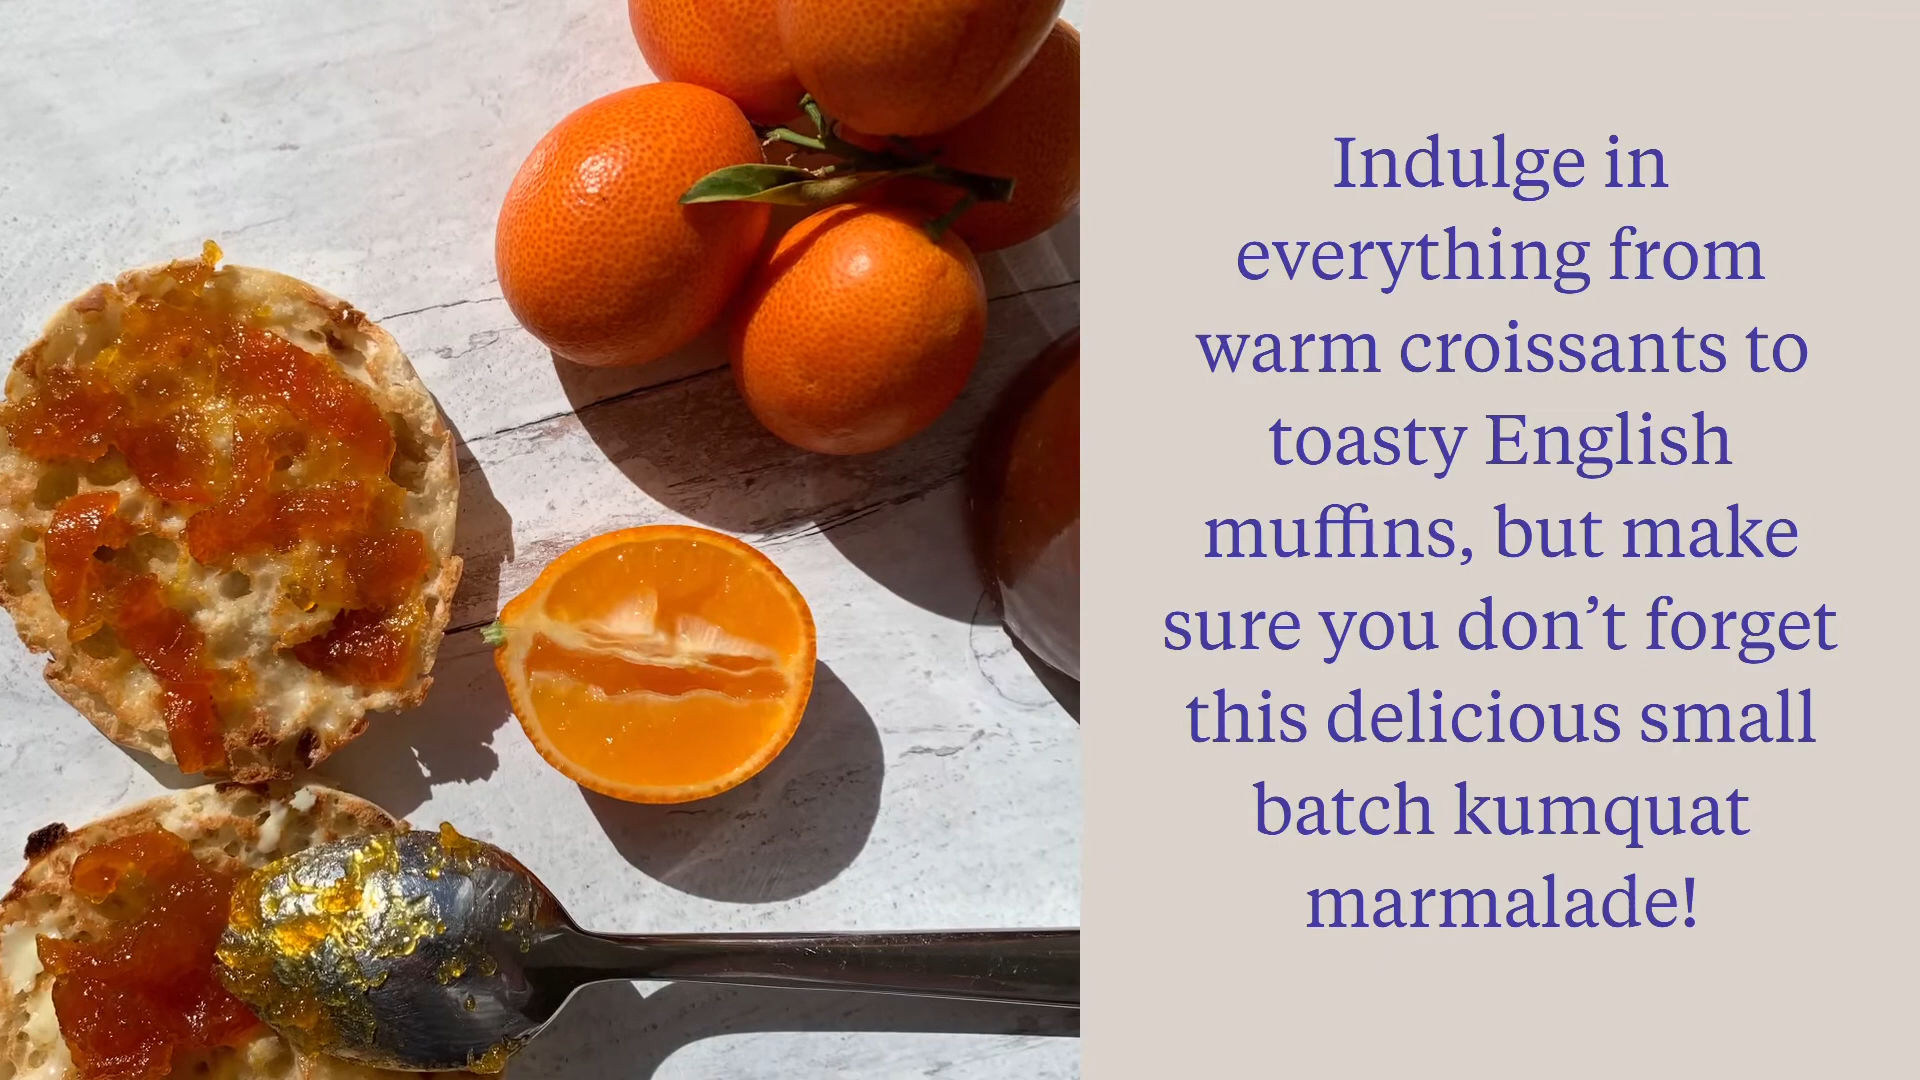 Indulge in
everything from
warm croissants to
toasty English
muffins, but make
sure you don’t forget
this delicious small
batch kumquat
marmalade!